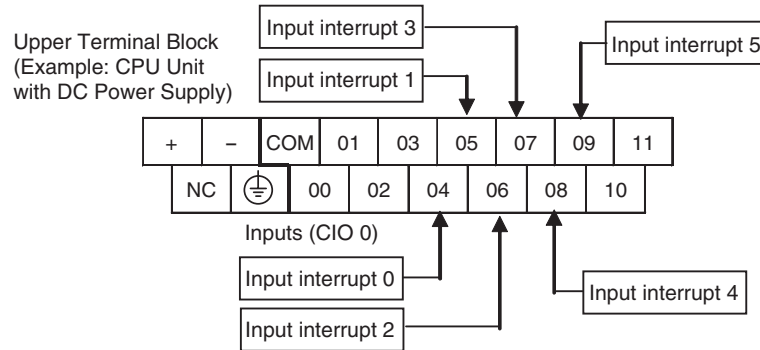 Input interrupt 3
Upper Terminal Block
(Example: CPU Unit
with DC Power Supply)
Input interrupt 5
Input interrupt 1
+ − COM 01 03 05 07 09 11
NC 00 02 04 06 08 10
Inputs (CIO 0)
Input interrupt 0
Input interrupt 4
Input interrupt 2